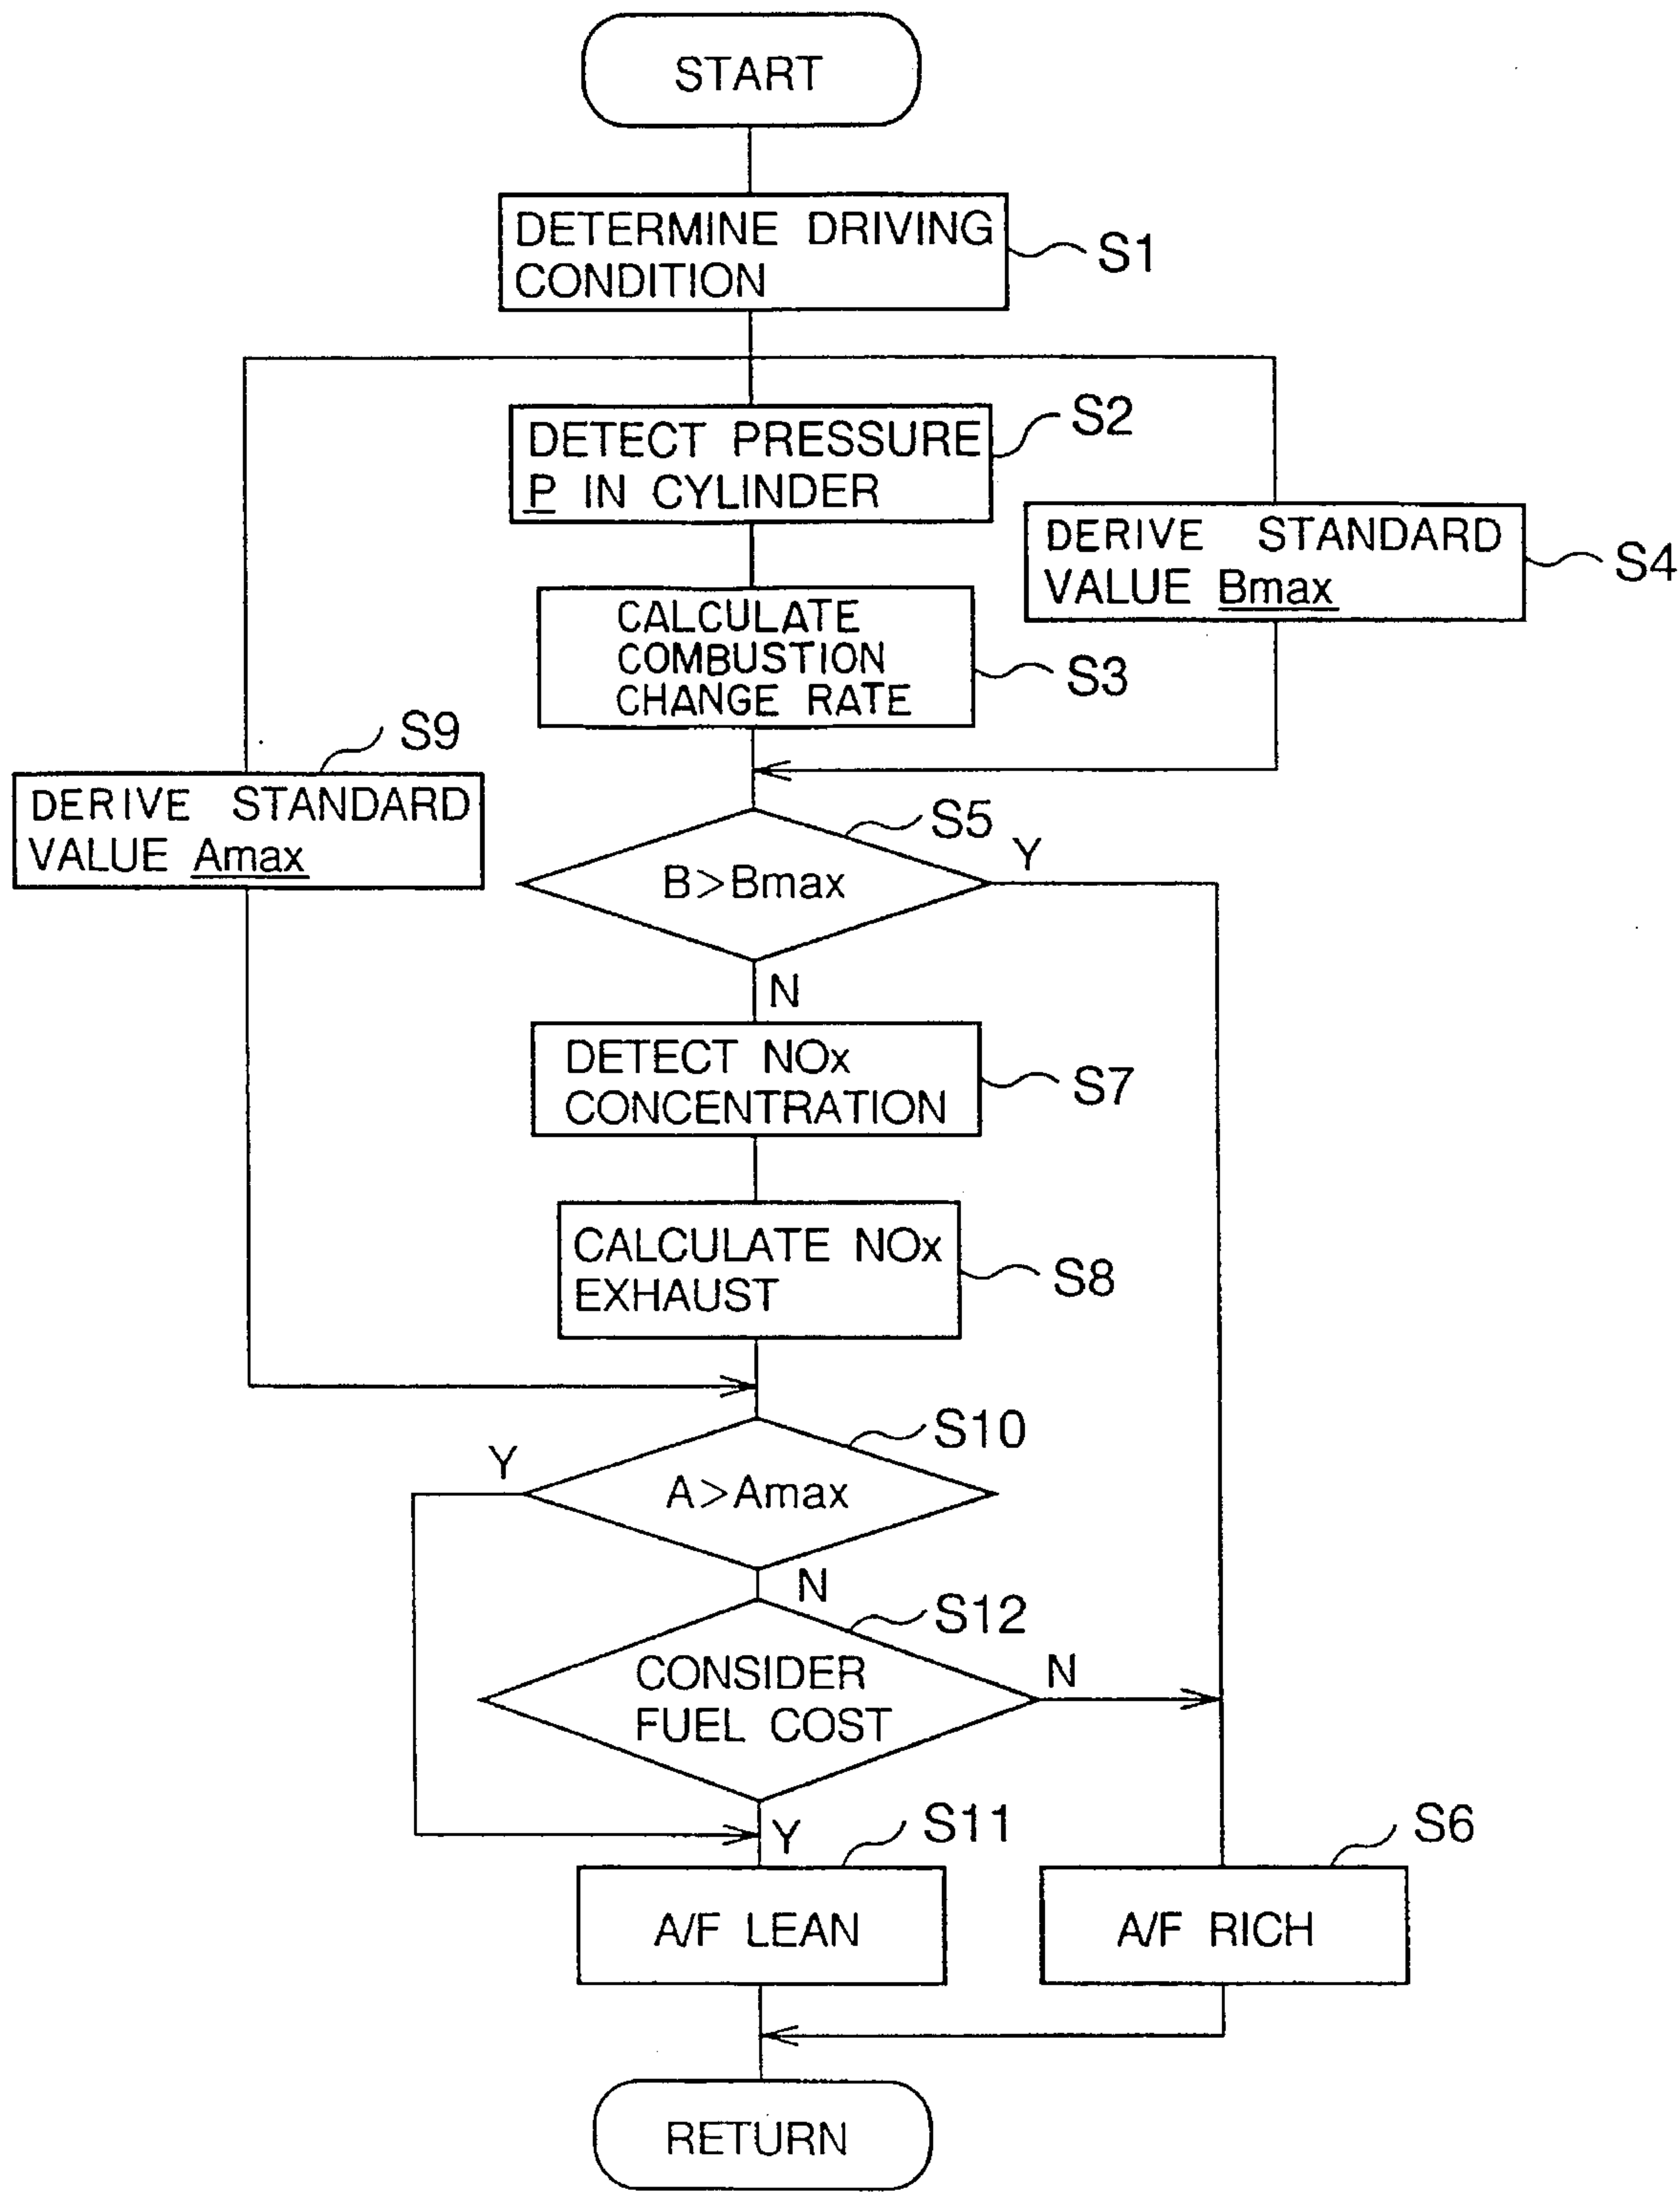 START
DETERMINE DRIVING
CONDITION
S1
DETECT PRESSURE
P IN CYLINDER
S2
DERIVE STANDARD
VALUE Bmax
S4
CALCULATE
COMBUSTION
CHANGE RATE
S3
S9
DERIVE STANDARD
VALUE Amax
S5
B>Bmax
Y
N
DETECT NOx
CONCENTRATION
S7
CALCULATE NOx
EXHAUST
S8
S10
Y
A>Amax
N
S12
CONSIDER
FUEL COST
N
Y
S11
S6
A/F LEAN
A/F RICH
RETURN